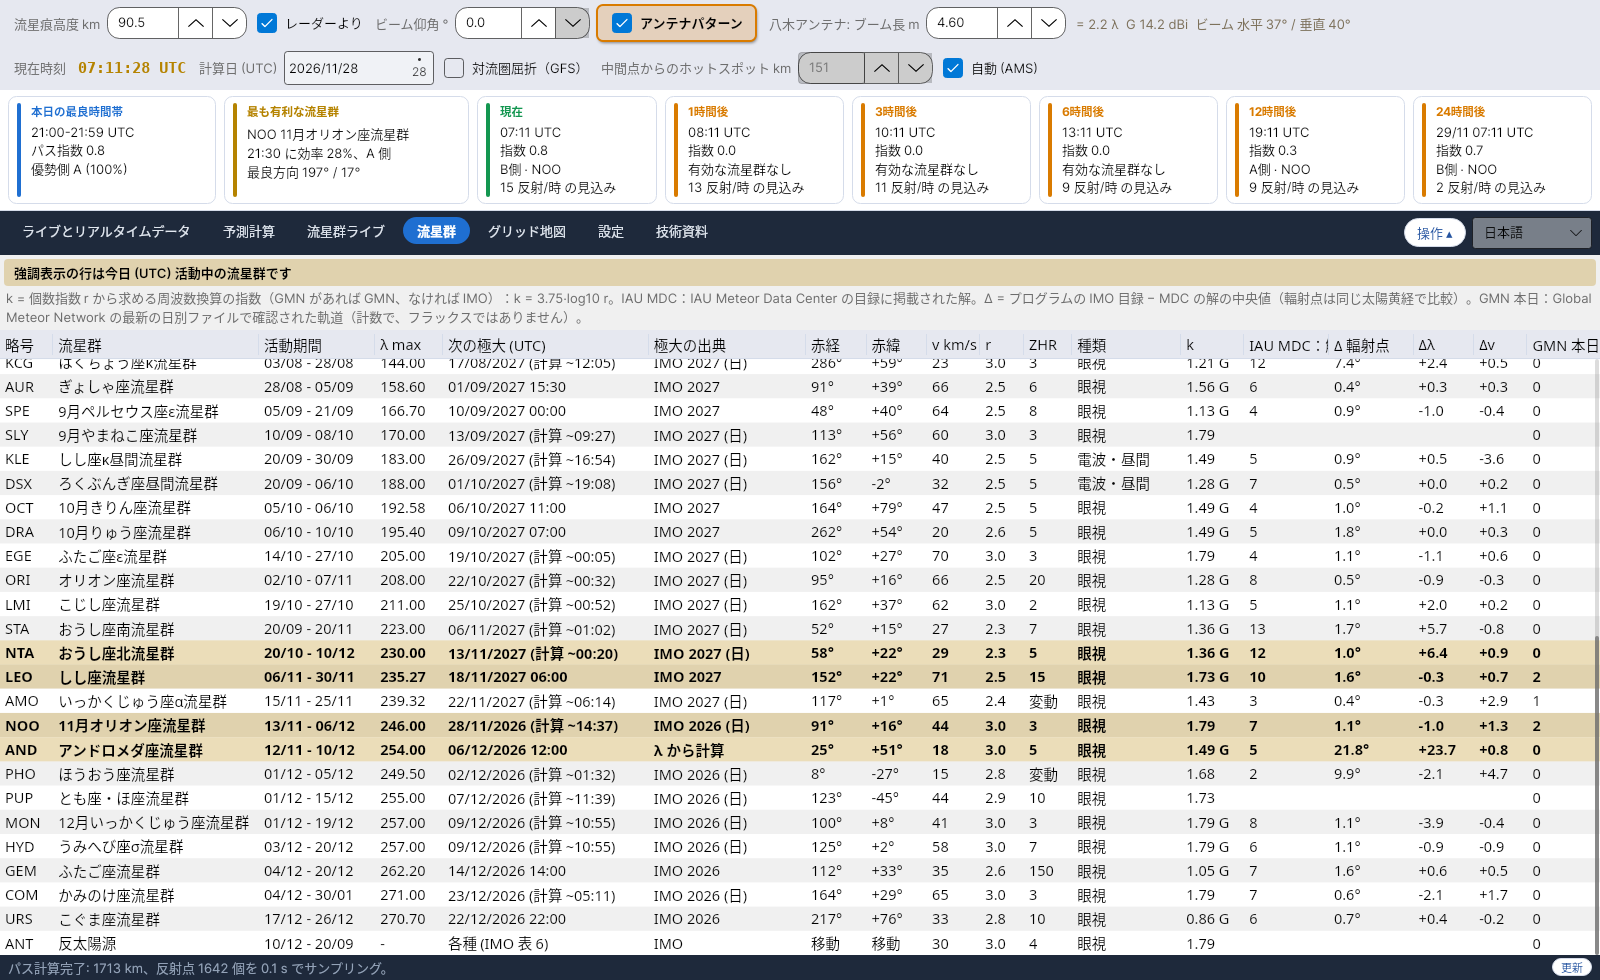 流星痕高度 km 90.5 レーダーより ビーム仰角 ° 0.0 アンテナパターン 八木アンテナ: ブーム長 m 4.60 = 2.2 λ G 14.2 dBi ビーム 水平 37° / 垂直 40°
現在時刻 07:11:28 UTC 計算日 (UTC) 2026/11/28 28 対流圏屈折（GFS） 中間点からのホットスポット km 151 自動 (AMS)
本日の最良時間帯
21:00-21:59 UTC
パス指数 0.8
優勢側 A (100%)
最も有利な流星群
NOO 11月オリオン座流星群
21:30 に効率 28%、A 側
最良方向 197° / 17°
現在
07:11 UTC
指数 0.8
B側 · NOO
15 反射/時 の見込み
1時間後
08:11 UTC
指数 0.0
有効な流星群なし
13 反射/時 の見込み
3時間後
10:11 UTC
指数 0.0
有効な流星群なし
11 反射/時 の見込み
6時間後
13:11 UTC
指数 0.0
有効な流星群なし
9 反射/時 の見込み
12時間後
19:11 UTC
指数 0.3
A側 · NOO
9 反射/時 の見込み
24時間後
29/11 07:11 UTC
指数 0.7
B側 · NOO
2 反射/時 の見込み
ライブとリアルタイムデータ 予測計算 流星群ライブ 流星群 グリッド地図 設定 技術資料 操作 ▴ 日本語
強調表示の行は今日 (UTC) 活動中の流星群です
k = 個数指数 r から求める周波数換算の指数（GMN があれば GMN、なければ IMO）：k = 3.75·log10 r。IAU MDC：IAU Meteor Data Center の目録に掲載された解。Δ = プログラムの IMO 目録 − MDC の解の中央値（輻射点は同じ太陽黄経で比較）。GMN 本日：Global
Meteor Network の最新の日別ファイルで確認された軌道（計数で、フラックスではありません）。
略号 流星群 活動期間 λ max 次の極大 (UTC) 極大の出典 赤経 赤緯 v km/s r ZHR 種類 k IAU MDC： Δ 輻射点 Δλ Δv GMN 本日
KCG はくちょう座κ流星群 03/08 - 28/08 144.00 17/08/2027 (計算 ~12:05) IMO 2027 (日) 286° +59° 23 3.0 3 眼視 1.21 G 12 7.4° +2.4 +0.5 0
AUR ぎょしゃ座流星群 28/08 - 05/09 158.60 01/09/2027 15:30 IMO 2027 91° +39° 66 2.5 6 眼視 1.56 G 6 0.4° +0.3 +0.3 0
SPE 9月ペルセウス座ε流星群 05/09 - 21/09 166.70 10/09/2027 00:00 IMO 2027 48° +40° 64 2.5 8 眼視 1.13 G 4 0.9° -1.0 -0.4 0
SLY 9月やまねこ座流星群 10/09 - 08/10 170.00 13/09/2027 (計算 ~09:27) IMO 2027 (日) 113° +56° 60 3.0 3 眼視 1.79 0
KLE しし座κ昼間流星群 20/09 - 30/09 183.00 26/09/2027 (計算 ~16:54) IMO 2027 (日) 162° +15° 40 2.5 5 電波・昼間 1.49 5 0.9° +0.5 -3.6 0
DSX ろくぶんぎ座昼間流星群 20/09 - 06/10 188.00 01/10/2027 (計算 ~19:08) IMO 2027 (日) 156° -2° 32 2.5 5 電波・昼間 1.28 G 7 0.5° +0.0 +0.2 0
OCT 10月きりん座流星群 05/10 - 06/10 192.58 06/10/2027 11:00 IMO 2027 164° +79° 47 2.5 5 眼視 1.49 G 4 1.0° -0.2 +1.1 0
DRA 10月りゅう座流星群 06/10 - 10/10 195.40 09/10/2027 07:00 IMO 2027 262° +54° 20 2.6 5 眼視 1.49 G 5 1.8° +0.0 +0.3 0
EGE ふたご座ε流星群 14/10 - 27/10 205.00 19/10/2027 (計算 ~00:05) IMO 2027 (日) 102° +27° 70 3.0 3 眼視 1.79 4 1.1° -1.1 +0.6 0
ORI オリオン座流星群 02/10 - 07/11 208.00 22/10/2027 (計算 ~00:32) IMO 2027 (日) 95° +16° 66 2.5 20 眼視 1.28 G 8 0.5° -0.9 -0.3 0
LMI こじし座流星群 19/10 - 27/10 211.00 25/10/2027 (計算 ~00:52) IMO 2027 (日) 162° +37° 62 3.0 2 眼視 1.13 G 5 1.1° +2.0 +0.2 0
STA おうし座南流星群 20/09 - 20/11 223.00 06/11/2027 (計算 ~01:02) IMO 2027 (日) 52° +15° 27 2.3 7 眼視 1.36 G 13 1.7° +5.7 -0.8 0
NTA おうし座北流星群 20/10 - 10/12 230.00 13/11/2027 (計算 ~00:20) IMO 2027 (日) 58° +22° 29 2.3 5 眼視 1.36 G 12 1.0° +6.4 +0.9 0
LEO しし座流星群 06/11 - 30/11 235.27 18/11/2027 06:00 IMO 2027 152° +22° 71 2.5 15 眼視 1.73 G 10 1.6° -0.3 +0.7 2
AMO いっかくじゅう座α流星群 15/11 - 25/11 239.32 22/11/2027 (計算 ~06:14) IMO 2027 (日) 117° +1° 65 2.4 変動 眼視 1.43 3 0.4° -0.3 +2.9 1
NOO 11月オリオン座流星群 13/11 - 06/12 246.00 28/11/2026 (計算 ~14:37) IMO 2026 (日) 91° +16° 44 3.0 3 眼視 1.79 7 1.1° -1.0 +1.3 2
AND アンドロメダ座流星群 12/11 - 10/12 254.00 06/12/2026 12:00 λ から計算 25° +51° 18 3.0 5 眼視 1.49 G 5 21.8° +23.7 +0.8 0
PHO ほうおう座流星群 01/12 - 05/12 249.50 02/12/2026 (計算 ~01:32) IMO 2026 (日) 8° -27° 15 2.8 変動 眼視 1.68 2 9.9° -2.1 +4.7 0
PUP とも座・ほ座流星群 01/12 - 15/12 255.00 07/12/2026 (計算 ~11:39) IMO 2026 (日) 123° -45° 44 2.9 10 眼視 1.73 0
MON 12月いっかくじゅう座流星群 01/12 - 19/12 257.00 09/12/2026 (計算 ~10:55) IMO 2026 (日) 100° +8° 41 3.0 3 眼視 1.79 G 8 1.1° -3.9 -0.4 0
HYD うみへび座σ流星群 03/12 - 20/12 257.00 09/12/2026 (計算 ~10:55) IMO 2026 (日) 125° +2° 58 3.0 7 眼視 1.79 G 6 1.1° -0.9 -0.9 0
GEM ふたご座流星群 04/12 - 20/12 262.20 14/12/2026 14:00 IMO 2026 112° +33° 35 2.6 150 眼視 1.05 G 7 1.6° +0.6 +0.5 0
COM かみのけ座流星群 04/12 - 30/01 271.00 23/12/2026 (計算 ~05:11) IMO 2026 (日) 164° +29° 65 3.0 3 眼視 1.79 7 0.6° -2.1 +1.7 0
URS こぐま座流星群 17/12 - 26/12 270.70 22/12/2026 22:00 IMO 2026 217° +76° 33 2.8 10 眼視 0.86 G 6 0.7° +0.4 -0.2 0
ANT 反太陽源 10/12 - 20/09 - 各種 (IMO 表 6) IMO 移動 移動 30 3.0 4 眼視 1.79 0
パス計算完了: 1713 km、反射点 1642 個を 0.1 s でサンプリング。 更新